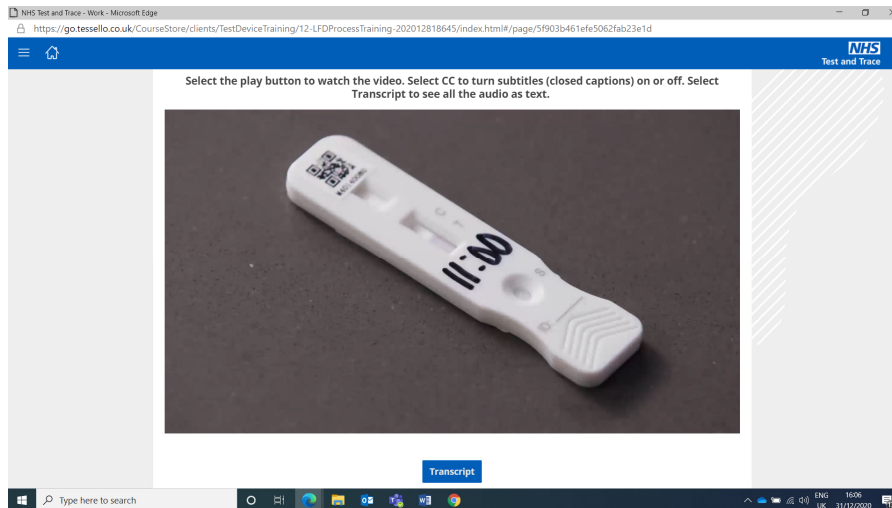 NHS Test and Trace - Work - Microsoft Edge
https://go.tessello.co.uk/CourseStore/clients/TestDeviceTraining/12-LFDProcessTraining-202012818645/index.html#/page/5f903b461efe5062fab23e1d
NHS
Test and Trace
Select the play button to watch the video. Select CC to turn subtitles (closed captions) on or off. Select
Transcript to see all the audio as text.
C
T
11:00
S
D
Transcript
Type here to search
ENG
UK
16:06
31/12/2020